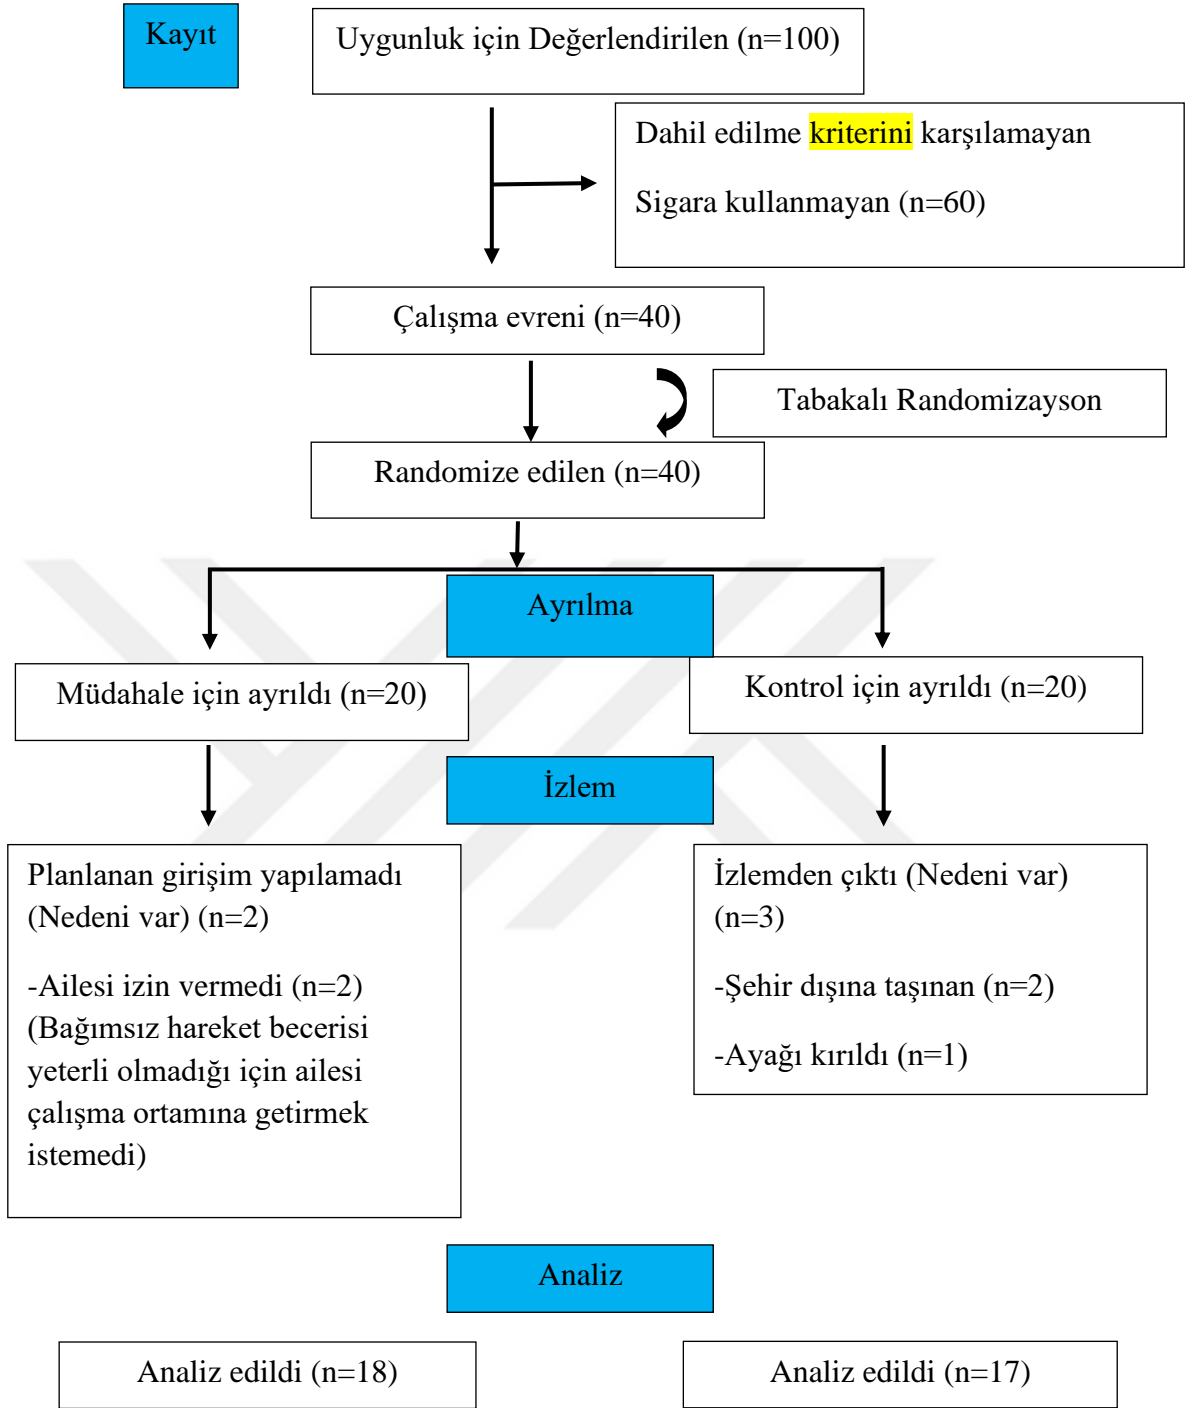 Kayıt
Uygunluk için Değerlendirilen (n=100)
Dahil edilme kriterini karşılamayan
Sigara kullanmayan (n=60)
Çalışma evreni (n=40)
Tabakalı Randomizayson
Randomize edilen (n=40)
Ayrılma
Müdahale için ayrıldı (n=20)
Kontrol için ayrıldı (n=20)
İzlem
Planlanan girişim yapılamadı
(Nedeni var) (n=2)
-Ailesi izin vermedi (n=2)
(Bağımsız hareket becerisi
yeterli olmadığı için ailesi
çalışma ortamına getirmek
istemedi)
İzlemden çıktı (Nedeni var)
(n=3)
-Şehir dışına taşınan (n=2)
-Ayağı kırıldı (n=1)
Analiz
Analiz edildi (n=18)
Analiz edildi (n=17)